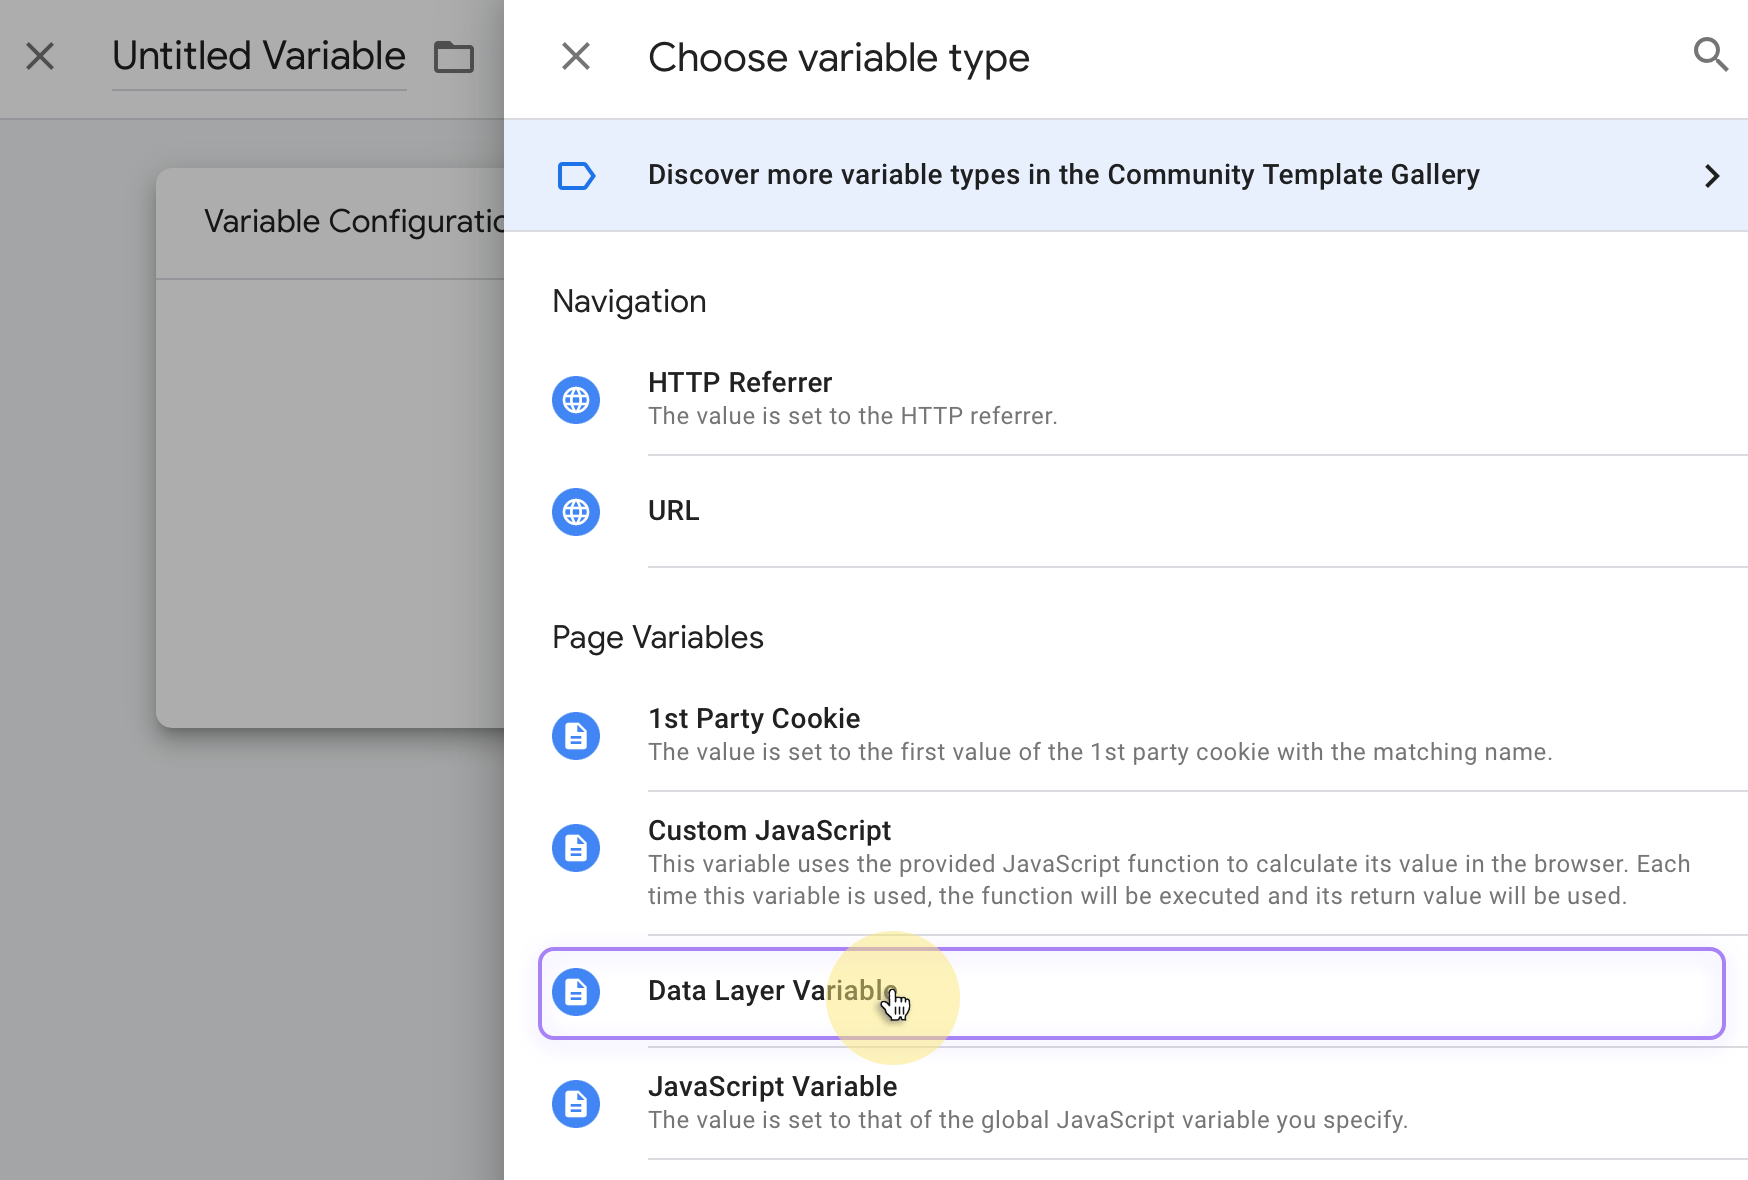 Untitled Variable
Choose variable type
Discover more variable types in the Community Template Gallery
Variable Configuratio
Navigation
HTTP Referrer
The value is set to the HTTP referrer.
URL
Page Variables
1st Party Cookie
The value is set to the first value of the 1st party cookie with the matching name.
Custom JavaScript
This variable uses the provided JavaScript function to calculate its value in the browser. Each
time this variable is used, the function will be executed and its return value will be used.
Data Layer Variable
JavaScript Variable
The value is set to that of the global JavaScript variable you specify.